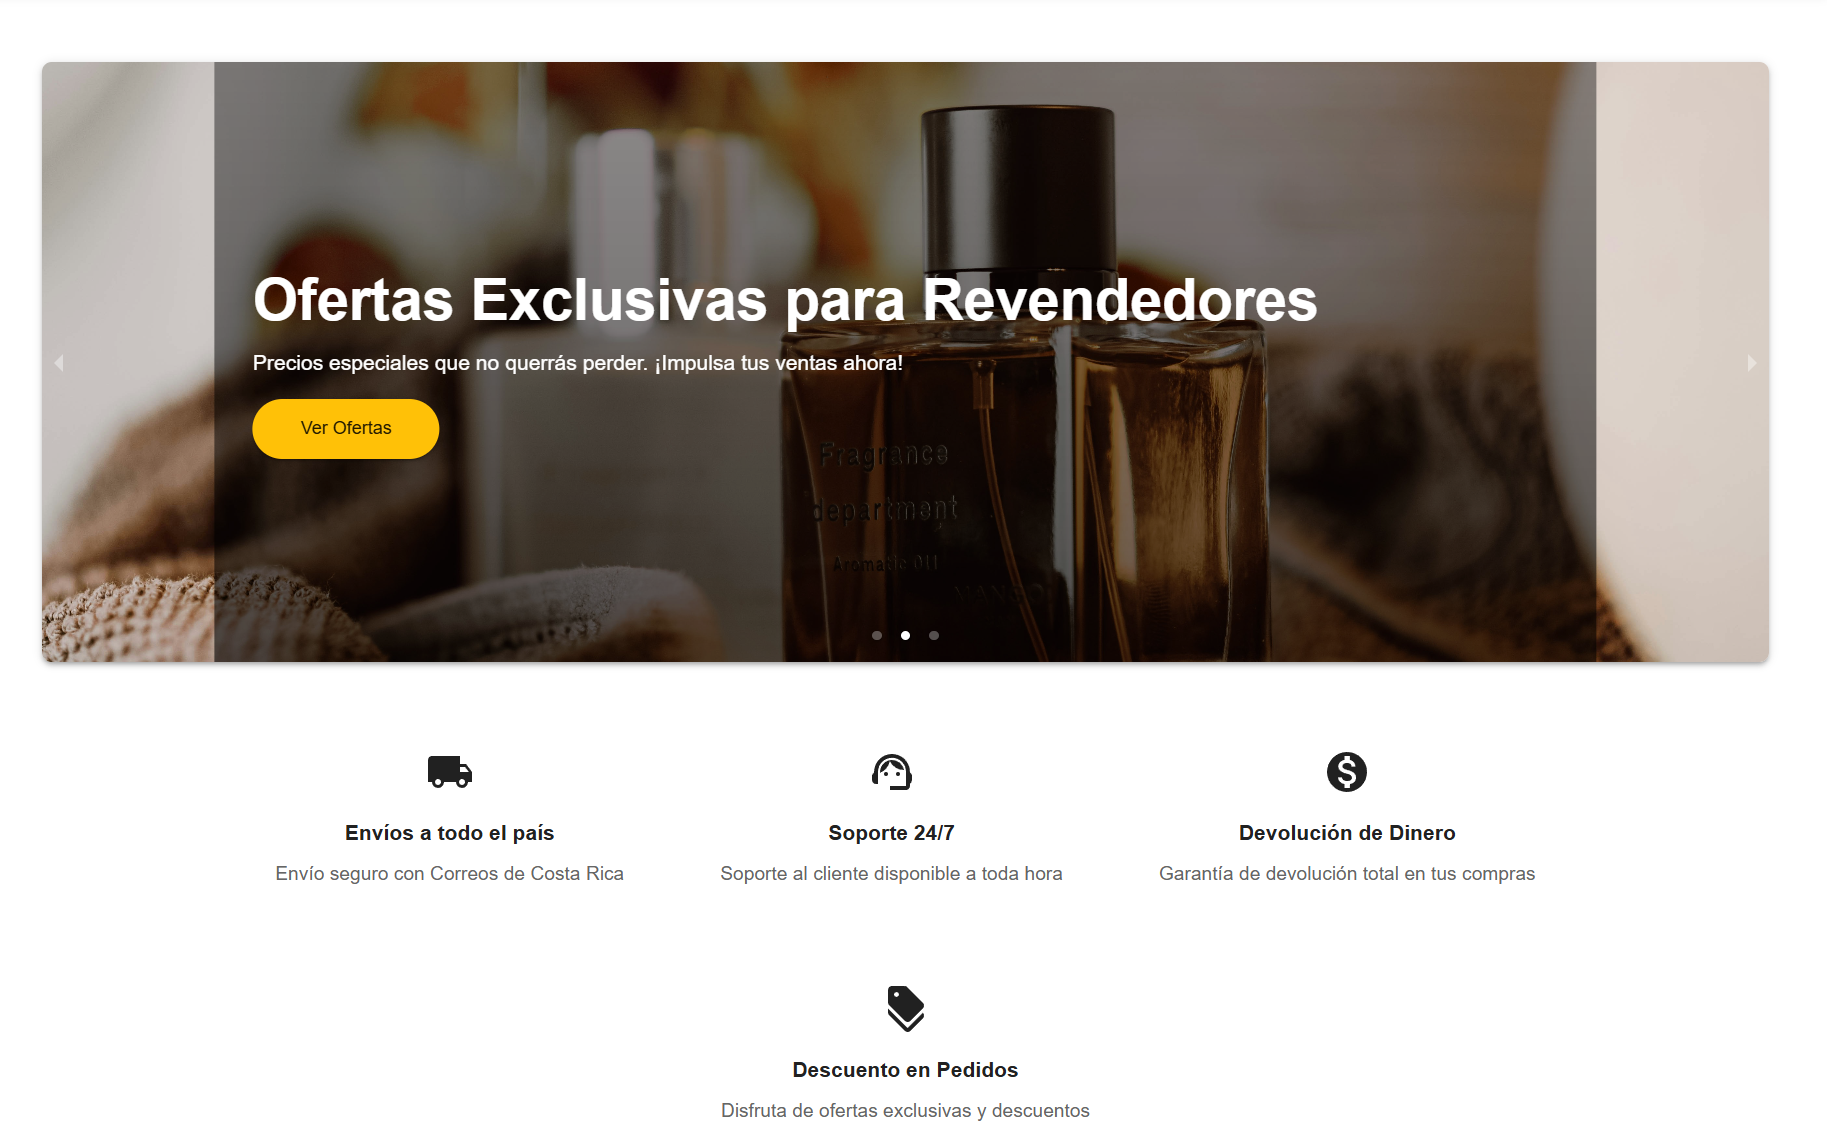 Ofertas Exclusivas para Revendedores
Precios especiales que no querrás perder. ¡Impulsa tus ventas ahora!
Ver Ofertas
Fragrance
department
Aromatic 011
MANGO
Envíos a todo el país
Envío seguro con Correos de Costa Rica
Soporte 24/7
Soporte al cliente disponible a toda hora
Devolución de Dinero
Garantía de devolución total en tus compras
Descuento en Pedidos
Disfruta de ofertas exclusivas y descuentos